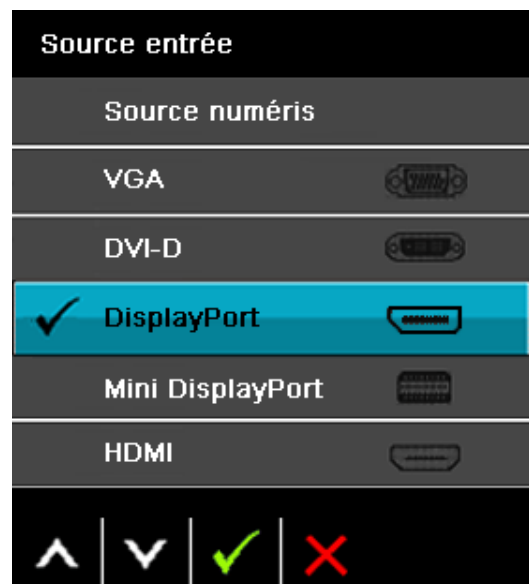 Source entrée
Source numéris
VGA
DVI-D
DisplayPort
Mini DisplayPort
HDMI